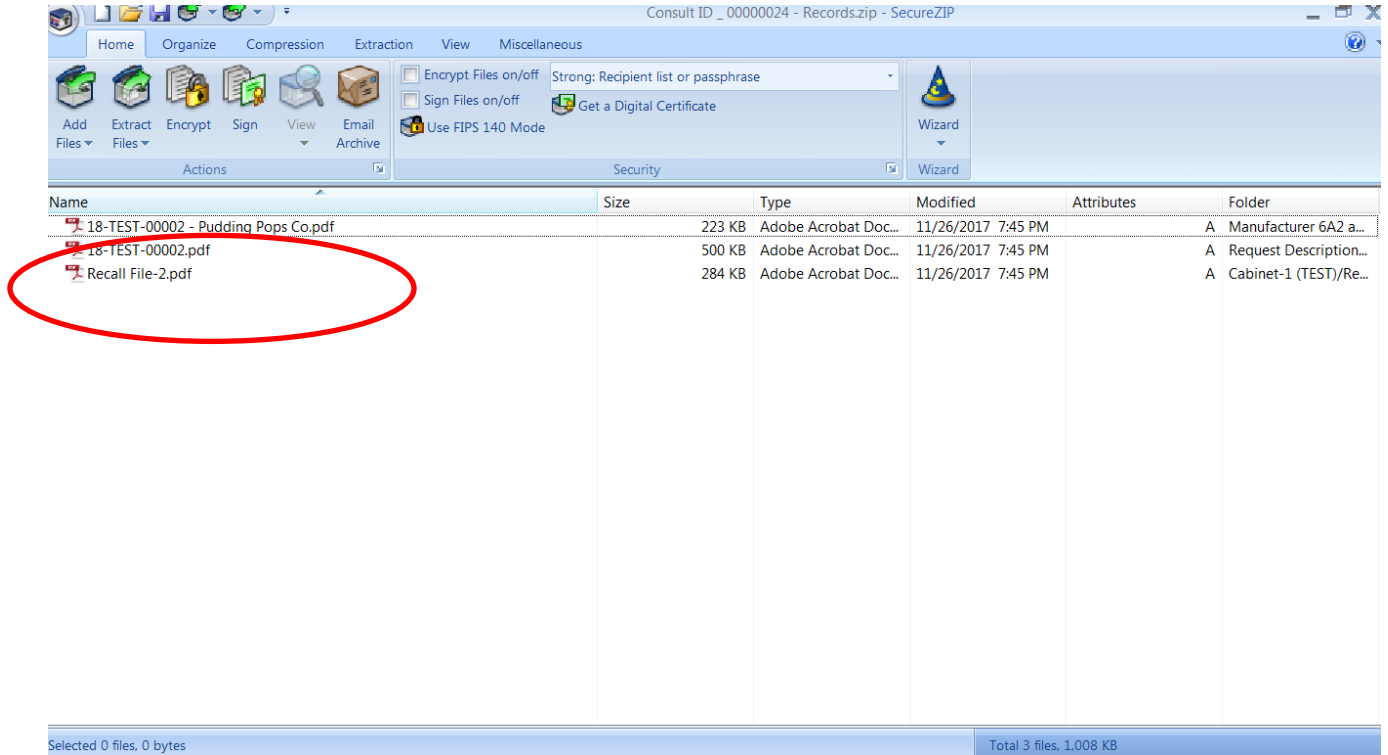 Consult ID _ 00000024 - Records.zip - SecureZIP
Home Organize Compression Extraction View Miscellaneous
Encrypt Files on/off Strong: Recipient list or passphrase
Sign Files on/off Get a Digital Certificate
Add Extract Encrypt Sign View Email Use FIPS 140 Mode Wizard
Files Files Archive
Actions Security Wizard
Name Size Type Modified Attributes Folder
18-TEST-00002 - Pudding Pops Co.pdf 223 KB Adobe Acrobat Doc... 11/26/2017 7:45 PM A Manufacturer 6A2 a...
18-TEST-00002.pdf 500 KB Adobe Acrobat Doc... 11/26/2017 7:45 PM A Request Description...
Recall File-2.pdf 284 KB Adobe Acrobat Doc... 11/26/2017 7:45 PM A Cabinet-1 (TEST)/Re...
Selected 0 files, 0 bytes Total 3 files, 1,008 KB